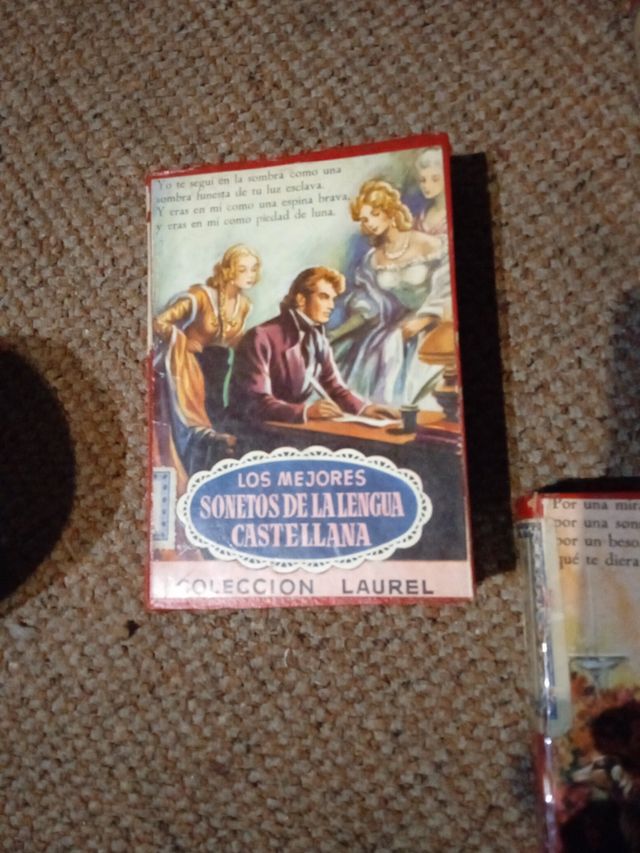 Yo te seguí en la sombra como una
sombra funesta de tu luz esclava.
Y eras en mí como una espina brava,
y eras en mí como piedad de luna.
LOS MEJORES
SONETOS DE LA LENGUA
CASTELLANA
COLECCION LAUREL
Por una mira
por una son
por un beso
qué te diera